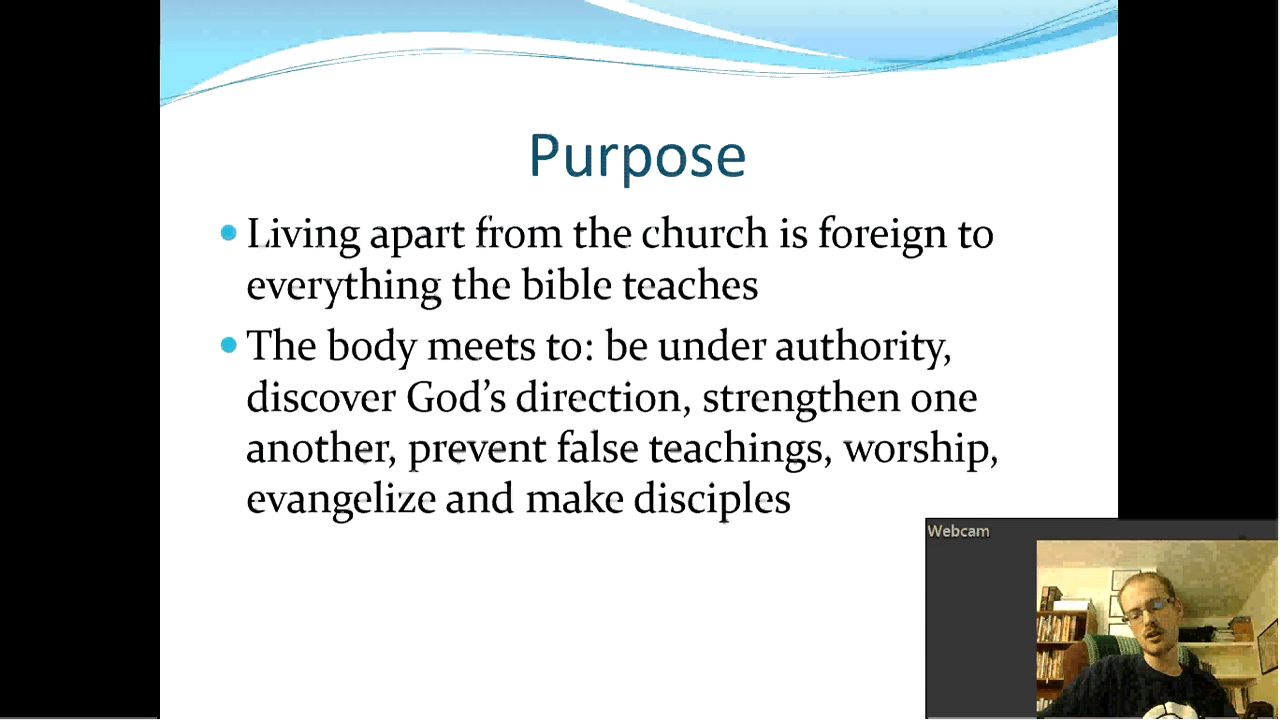 Purpose
Living apart from the church is foreign to
everything the bible teaches
The body meets to: be under authority,
discover God’s direction, strengthen one
another, prevent false teachings, worship,
evangelize and make disciples
Webcam